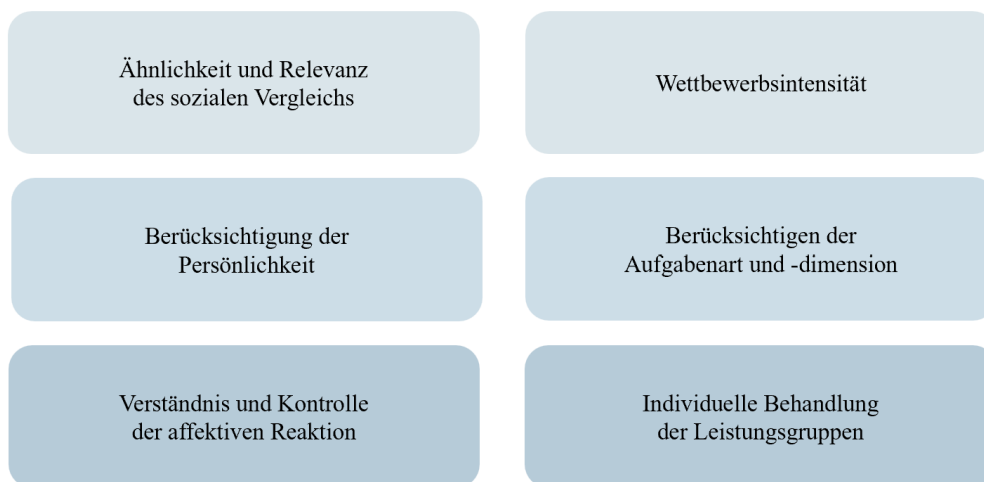 Ähnlichkeit und Relevanz
des sozialen Vergleichs
Wettbewerbsintensität
Berücksichtigung der
Persönlichkeit
Berücksichtigen der
Aufgabenart und -dimension
Verständnis und Kontrolle
der affektiven Reaktion
Individuelle Behandlung
der Leistungsgruppen